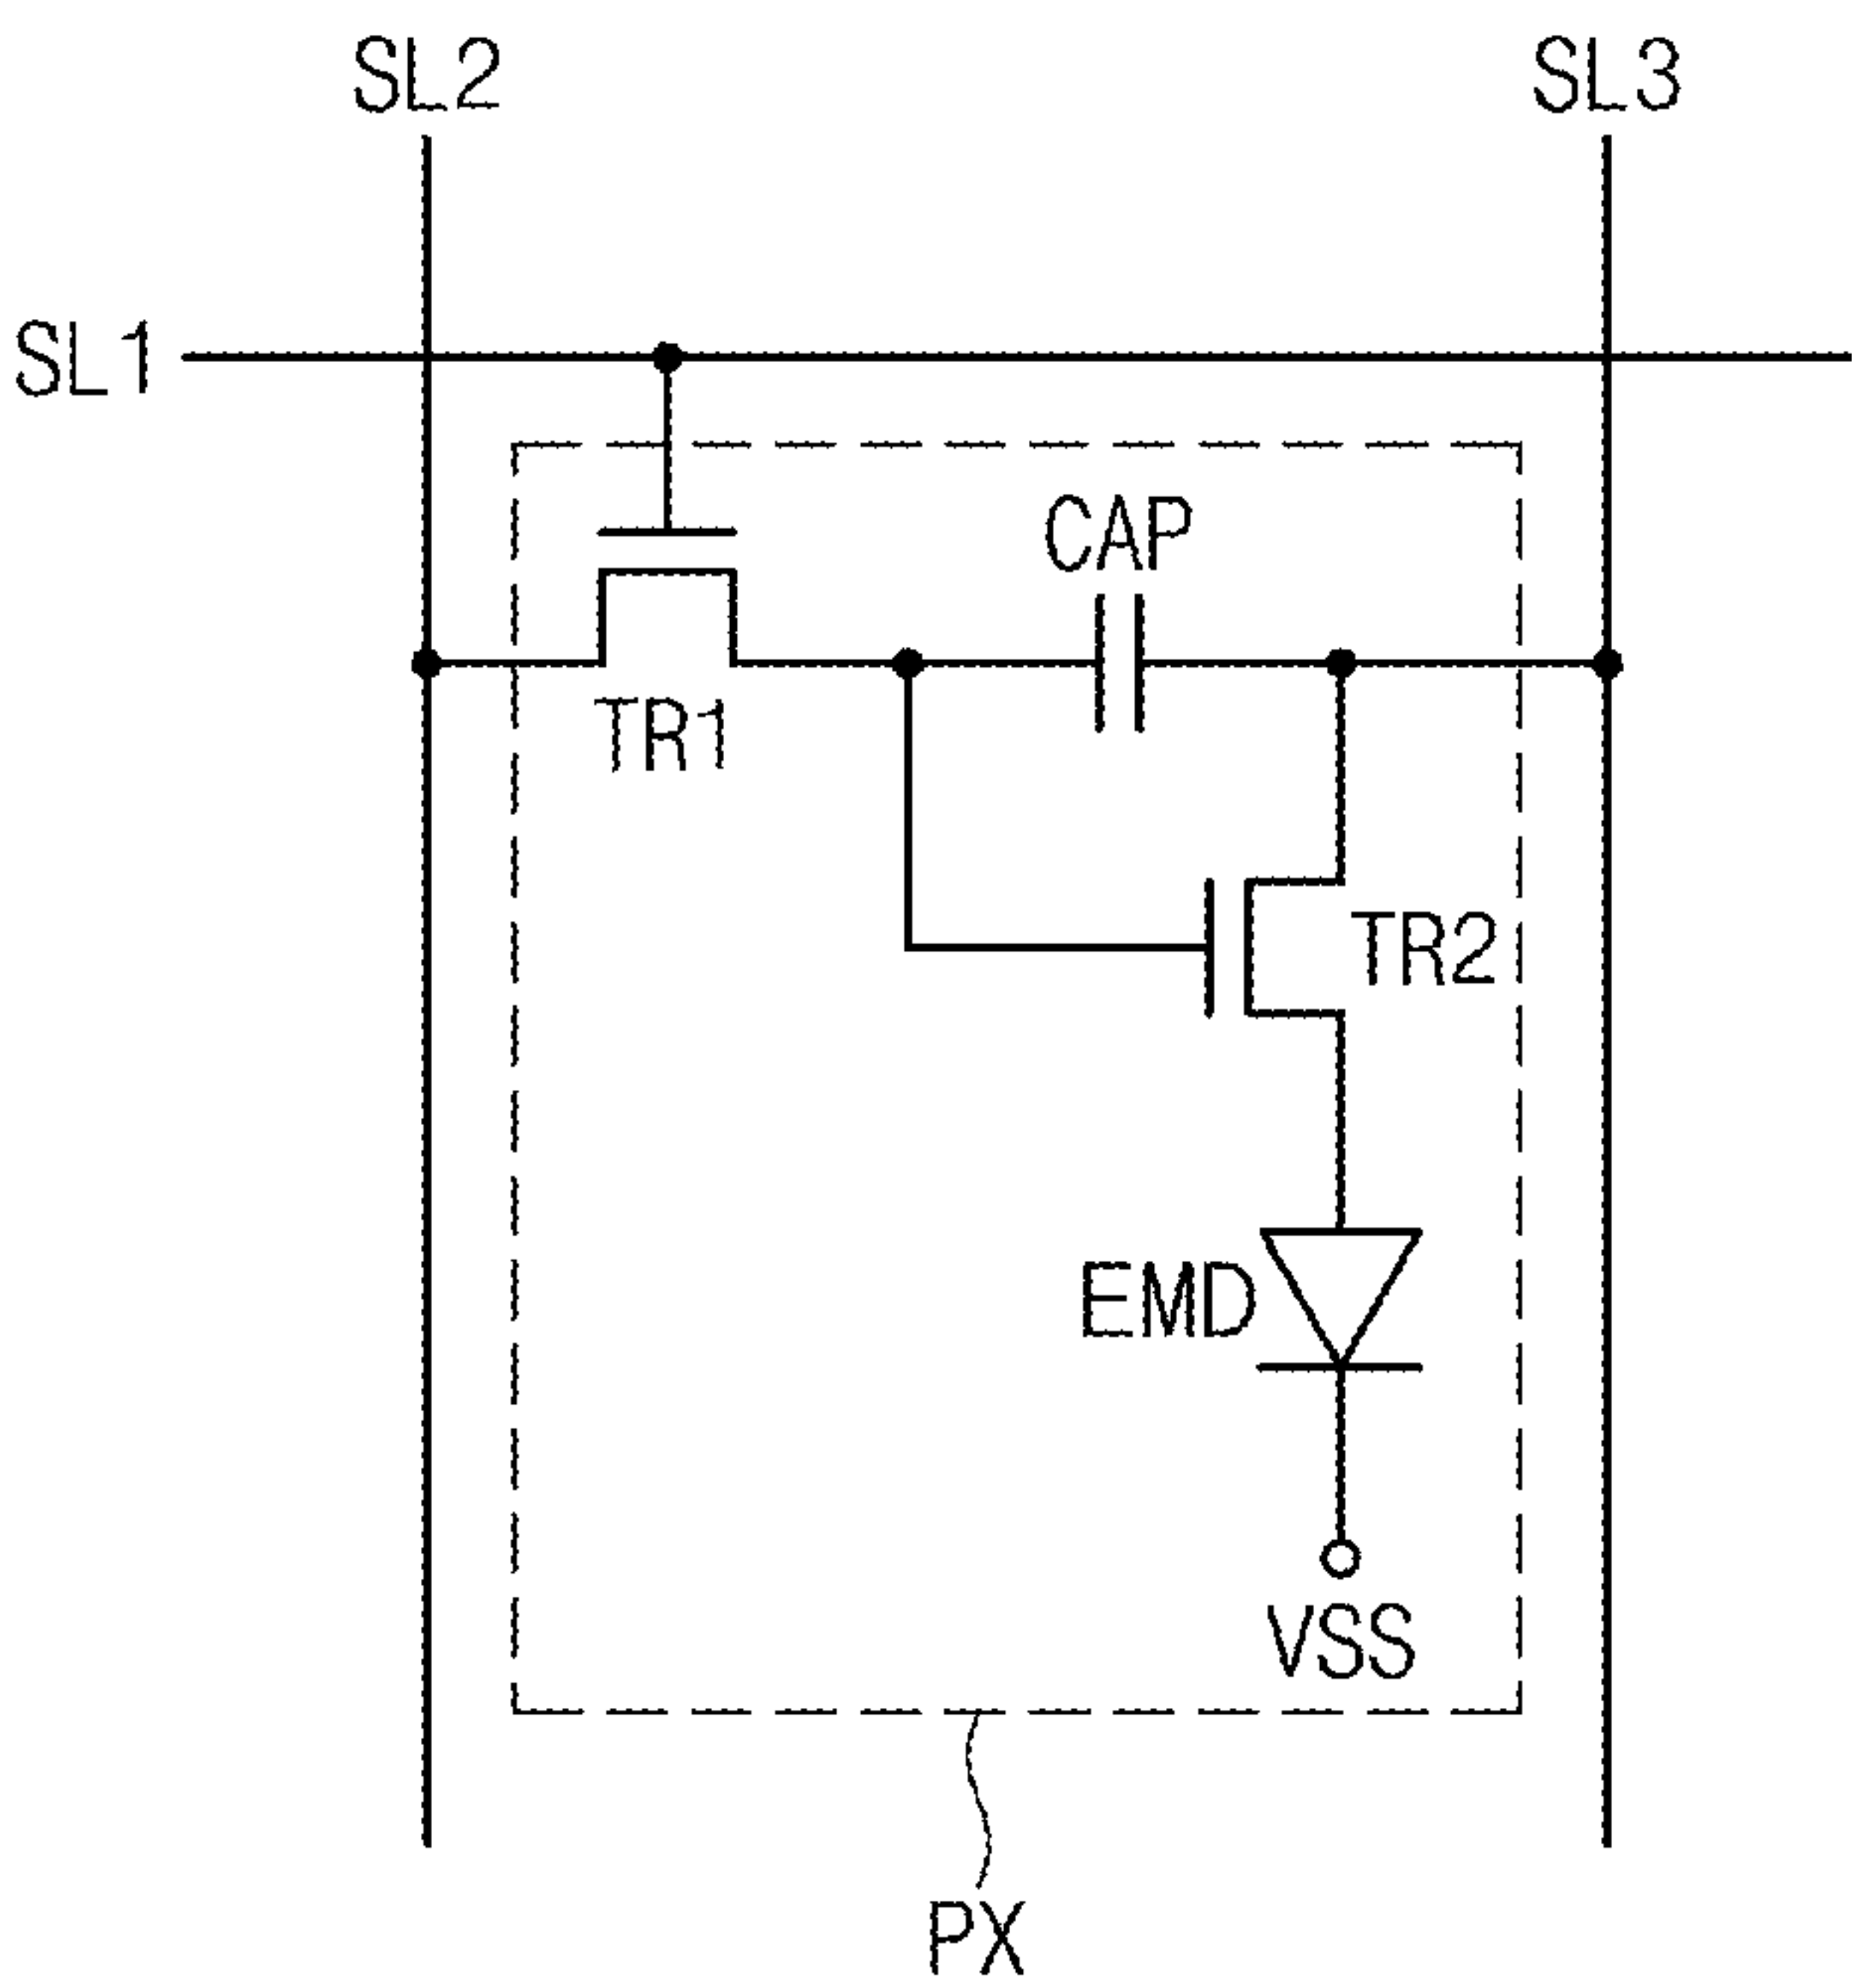 SL2
SL3
SL1
CAP
TR1
TR2
EMD
VSS
PX